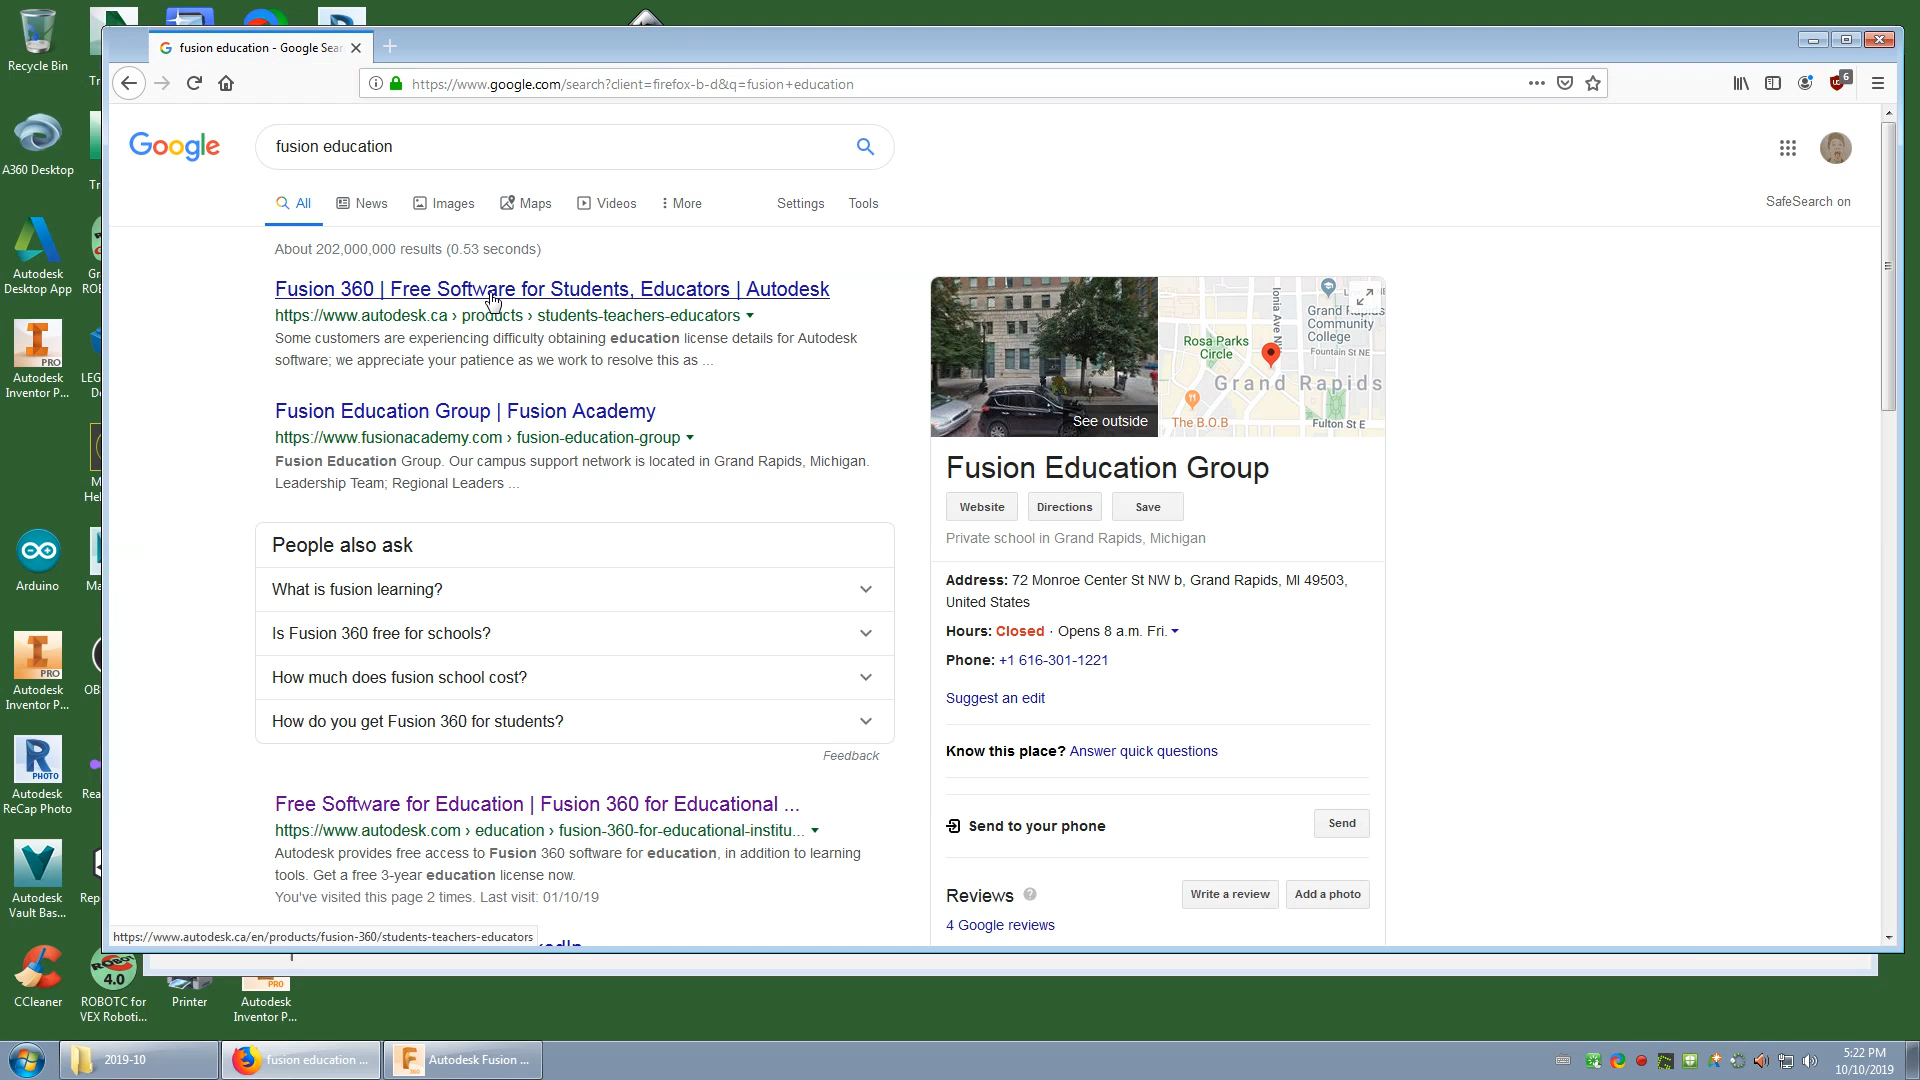 Recycle Bin
A360 Desktop
Autodesk
Desktop App
Autodesk
Inventor P...
PRO
Arduino
Autodesk
Inventor P...
PRO
PHOTO
Autodesk
ReCap Photo
Autodesk
Vault Bas...
CCleaner
ROBOTC for
VEX Roboti...
ROBOT
4.0
Printer
Autodesk
Inventor P...
PRO
fusion education - Google Sear
https://www.google.com/search?client=firefox-b-d&q=fusion+education
6
Google
fusion education
All
News
Images
Maps
Videos
More
Settings
Tools
SafeSearch on
About 202,000,000 results (0.53 seconds)
Fusion 360 | Free Software for Students, Educators | Autodesk
https://www.autodesk.ca › products › students-teachers-educators
Some customers are experiencing difficulty obtaining education license details for Autodesk
software; we appreciate your patience as we work to resolve this as ...
Fusion Education Group | Fusion Academy
https://www.fusionacademy.com › fusion-education-group
Fusion Education Group. Our campus support network is located in Grand Rapids, Michigan.
Leadership Team; Regional Leaders ...
People also ask
What is fusion learning?
Is Fusion 360 free for schools?
How much does fusion school cost?
How do you get Fusion 360 for students?
Feedback
Free Software for Education | Fusion 360 for Educational ...
https://www.autodesk.com › education › fusion-360-for-educational-institu...
Autodesk provides free access to Fusion 360 software for education, in addition to learning
tools. Get a free 3-year education license now.
You've visited this page 2 times. Last visit: 01/10/19
https://www.autodesk.ca/en/products/fusion-360/students-teachers-educators
See outside
Rosa Parks
Circle
Ionia Ave N
Grand Rapids
Community
College
Fountain St NE
Grand Rapids
The B.O.B
Fulton St E
Fusion Education Group
Website
Directions
Save
Private school in Grand Rapids, Michigan
Address: 72 Monroe Center St NW b, Grand Rapids, MI 49503,
United States
Hours: Closed · Opens 8 a.m. Fri.
Phone: +1 616-301-1221
Suggest an edit
Know this place? Answer quick questions
Send to your phone
Send
Reviews
Write a review
Add a photo
4 Google reviews
2019-10
fusion education ...
Autodesk Fusion ...
5:22 PM
10/10/2019